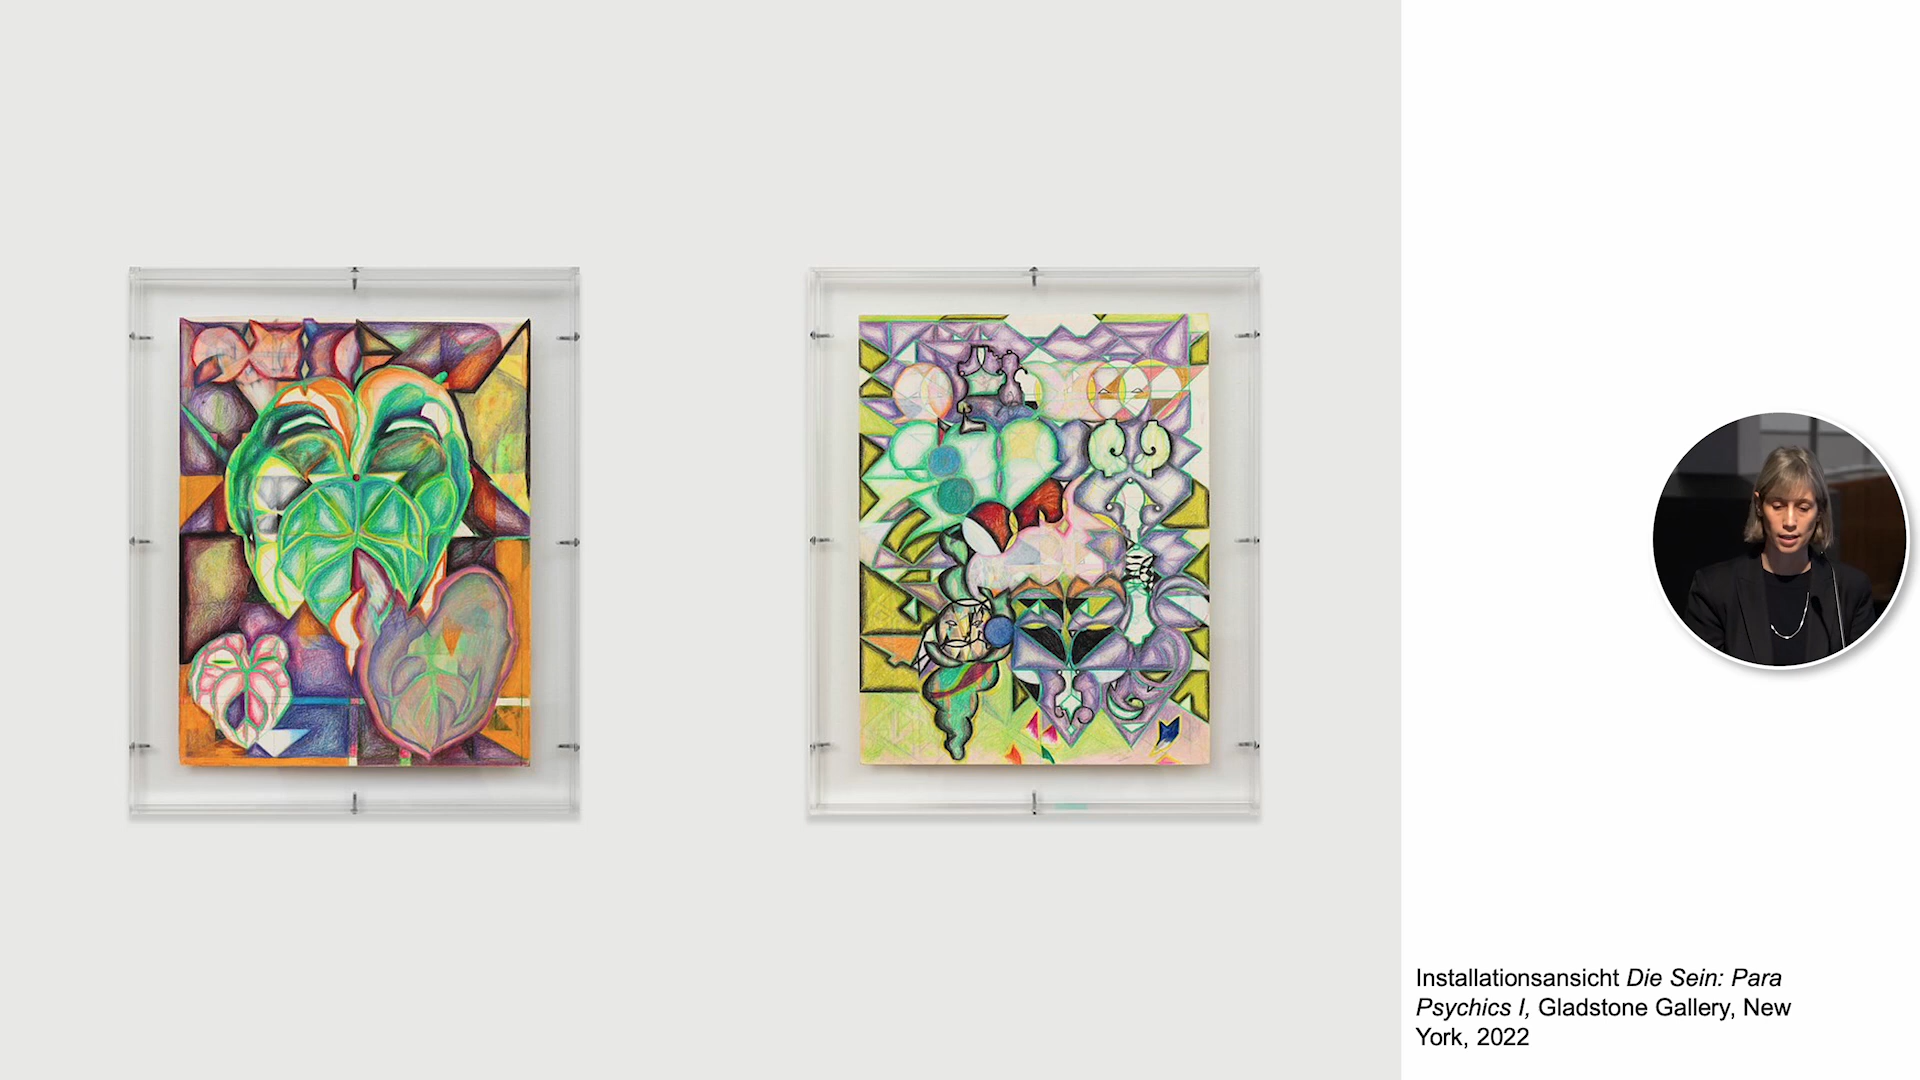 Installationsansicht Die Sein: Para
Psychics I, Gladstone Gallery, New
York, 2022